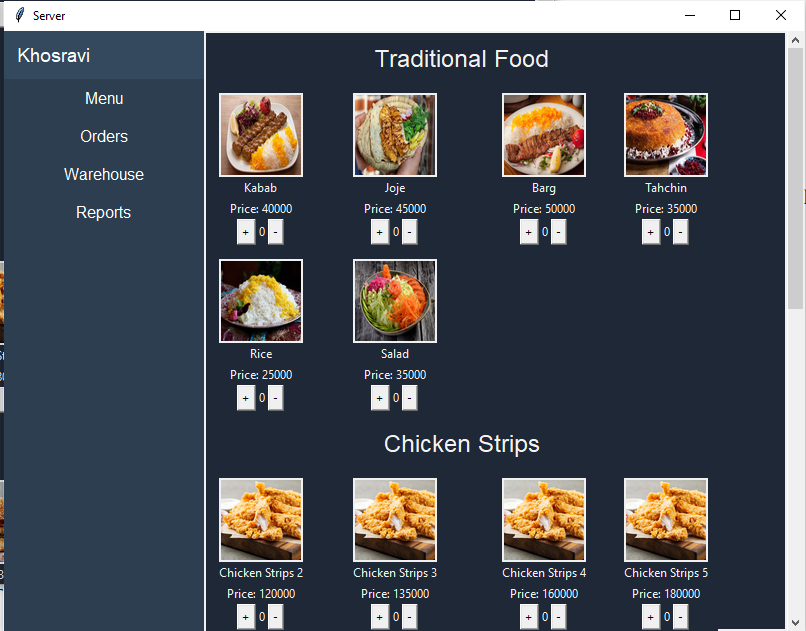 Server
Khosravi
Menu
Orders
Warehouse
Reports
Traditional Food
Kabab
Price: 40000
+ 0 -
Joje
Price: 45000
+ 0 -
Barg
Price: 50000
+ 0 -
Tahchin
Price: 35000
+ 0 -
Rice
Price: 25000
+ 0 -
Salad
Price: 35000
+ 0 -
Chicken Strips
Chicken Strips 2
Price: 120000
+ 0 -
Chicken Strips 3
Price: 135000
+ 0 -
Chicken Strips 4
Price: 160000
+ 0 -
Chicken Strips 5
Price: 180000
+ 0 -